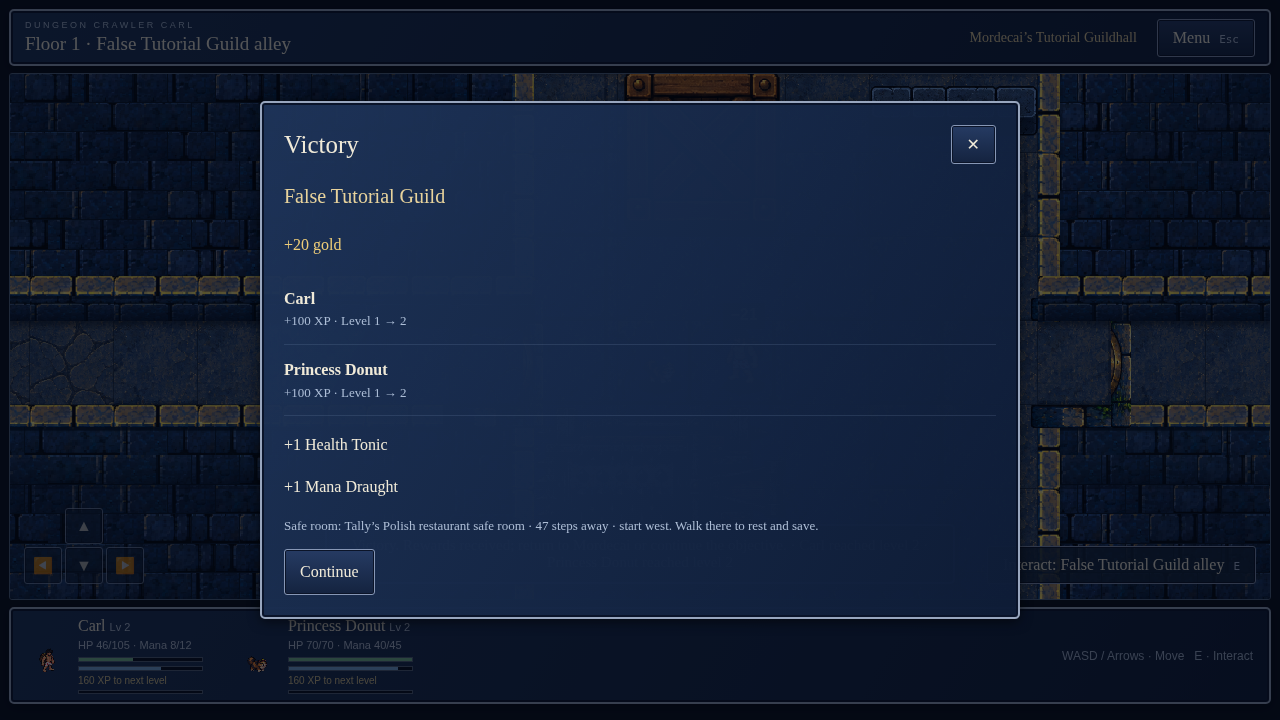 DUNGEON CRAWLER CARL
Floor 1 · False Tutorial Guild alley
Mordecai’s Tutorial Guildhall
Menu Esc
Victory
×
False Tutorial Guild
+20 gold
Carl
+100 XP · Level 1 → 2
Princess Donut
+100 XP · Level 1 → 2
+1 Health Tonic
+1 Mana Draught
Safe room: Tally’s Polish restaurant safe room · 47 steps away · start west. Walk there to rest and save.
Continue
eract: False Tutorial Guild alley E
Carl Lv 2
HP 46/105 · Mana 8/12
160 XP to next level
Princess Donut Lv 2
HP 70/70 · Mana 40/45
160 XP to next level
WASD / Arrows · Move E · Interact